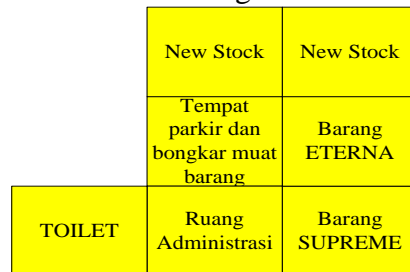 New Stock
New Stock
Tempat
parkir dan
bongkar muat
barang
Barang
ETERNA
TOILET
Ruang
Administrasi
Barang
SUPREME